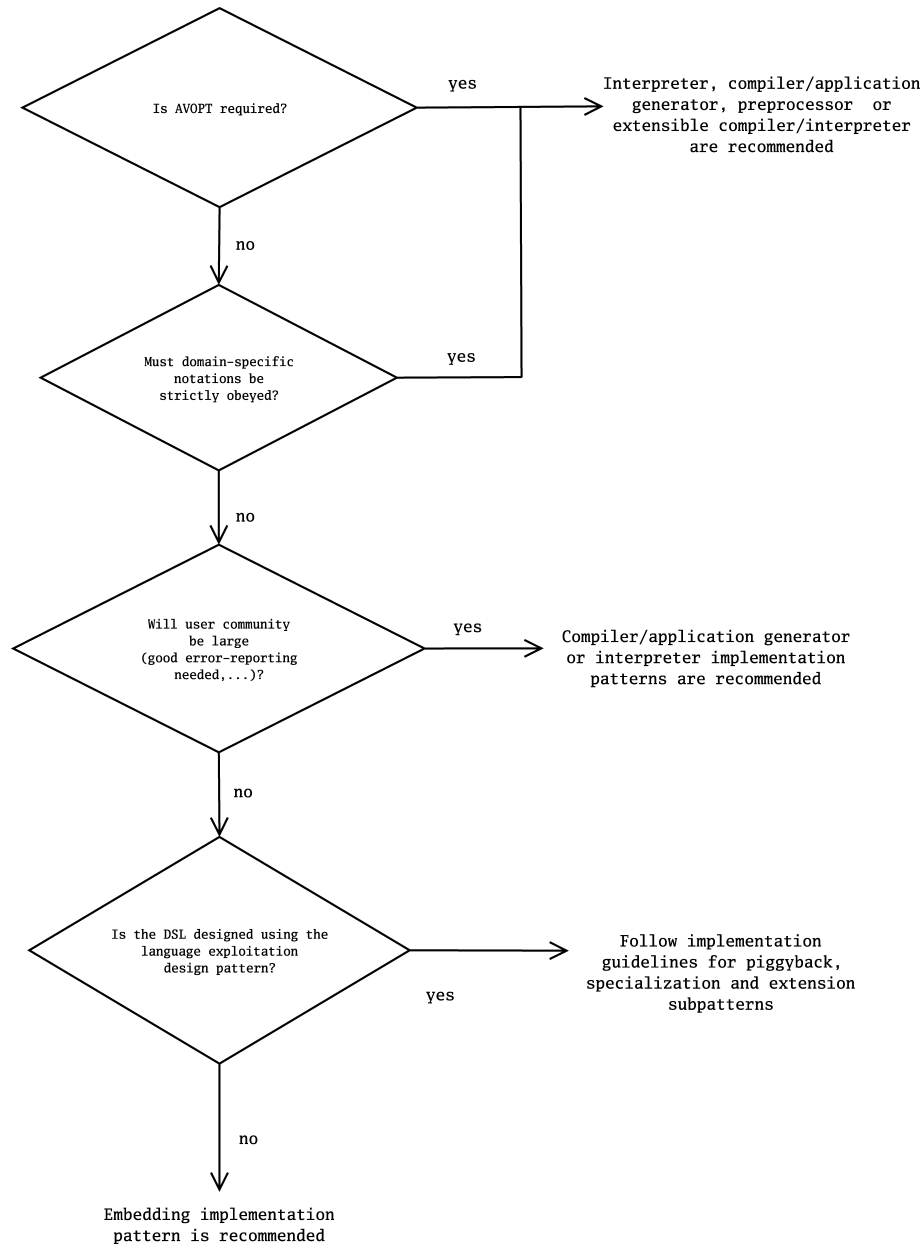 Is AVOPT required?
yes
Interpreter, compiler/application
generator, preprocessor or
extensible compiler/interpreter
are recommended
no
Must domain-specific
notations be
strictly obeyed?
yes
no
Will user community
be large
(good error-reporting
needed,...)?
yes
Compiler/application generator
or interpreter implementation
patterns are recommended
no
Is the DSL designed using the
language exploitation
design pattern?
yes
Follow implementation
guidelines for piggyback,
specialization and extension
subpatterns
no
Embedding implementation
pattern is recommended